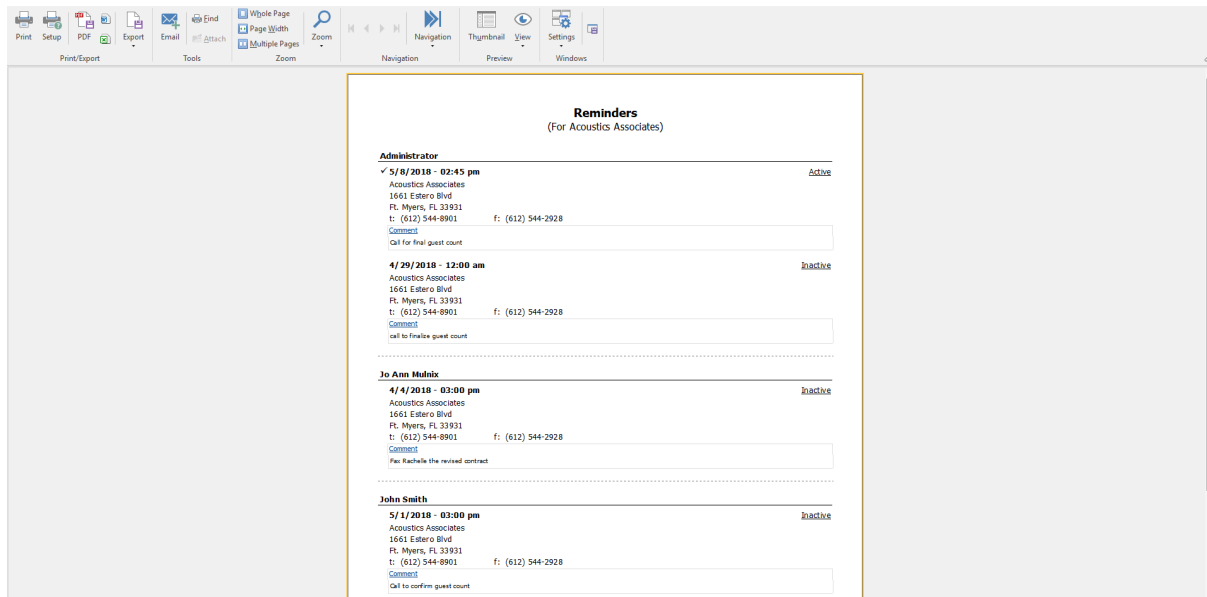 Print
Setup
PDF
Export
Email
Find
Attach
Whole Page
Page Width
Multiple Pages
Zoom
Navigation
Thumbnail
View
Settings
Print/Export
Tools
Zoom
Navigation
Preview
Windows
Reminders
(For Acoustics Associates)
Administrator
✓ 5/8/2018 - 02:45 pm Active
Acoustics Associates
1661 Estero Blvd
Ft. Myers, FL 33931
t: (612) 544-8901 f: (612) 544-2928
Comment
Call for final guest count
4/29/2018 - 12:00 am Inactive
Acoustics Associates
1661 Estero Blvd
Ft. Myers, FL 33931
t: (612) 544-8901 f: (612) 544-2928
Comment
call to finalize guest count
Jo Ann Mulnix
4/4/2018 - 03:00 pm Inactive
Acoustics Associates
1661 Estero Blvd
Ft. Myers, FL 33931
t: (612) 544-8901 f: (612) 544-2928
Comment
Fax Rachelle the revised contract
John Smith
5/1/2018 - 03:00 pm Inactive
Acoustics Associates
1661 Estero Blvd
Ft. Myers, FL 33931
t: (612) 544-8901 f: (612) 544-2928
Comment
Call to confirm guest count